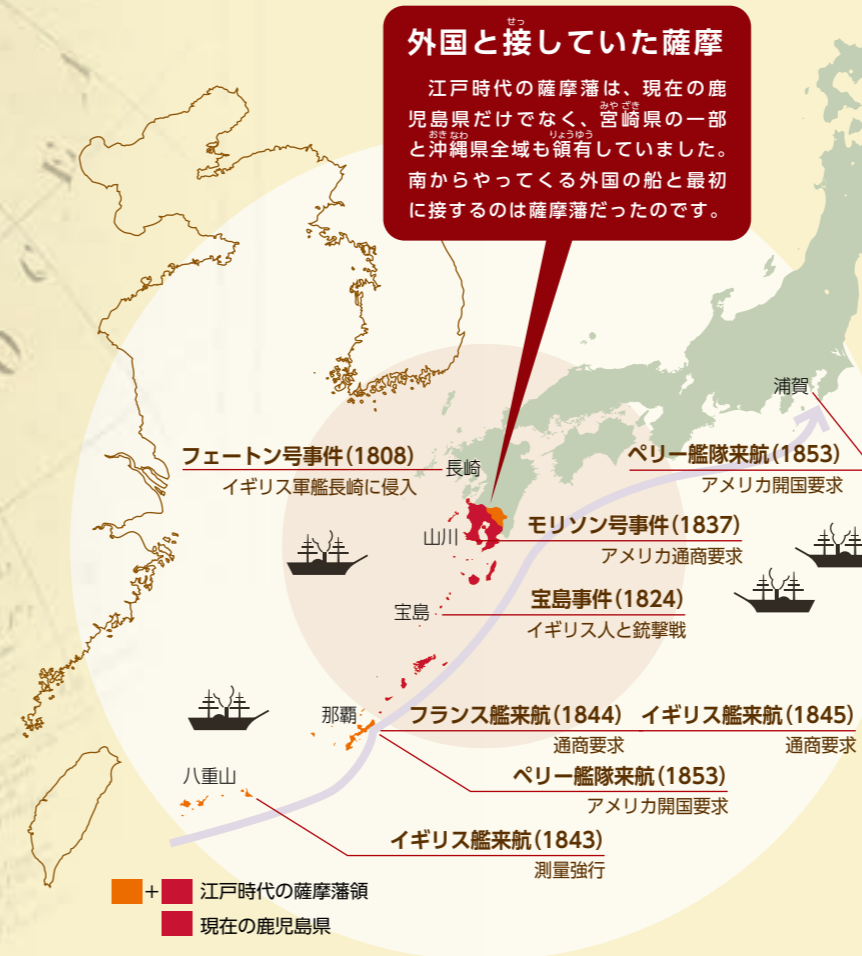 外国と接していた薩摩
江戸時代の薩摩藩は、現在の鹿
児島県だけでなく、宮崎県の一部
と沖縄県全域も領有していました。
南からやってくる外国の船と最初
に接するのは薩摩藩だったのです。
浦賀
ペリー艦隊来航(1853)
アメリカ開国要求
フェートン号事件(1808)
長崎
イギリス軍艦長崎に侵入
山川
モリソン号事件(1837)
アメリカ通商要求
宝島
宝島事件(1824)
イギリス人と銃撃戦
那覇
フランス艦来航(1844)
通商要求
イギリス艦来航(1845)
通商要求
ペリー艦隊来航(1853)
アメリカ開国要求
八重山
イギリス艦来航(1843)
測量強行
+ 江戸時代の薩摩藩領
現在の鹿児島県